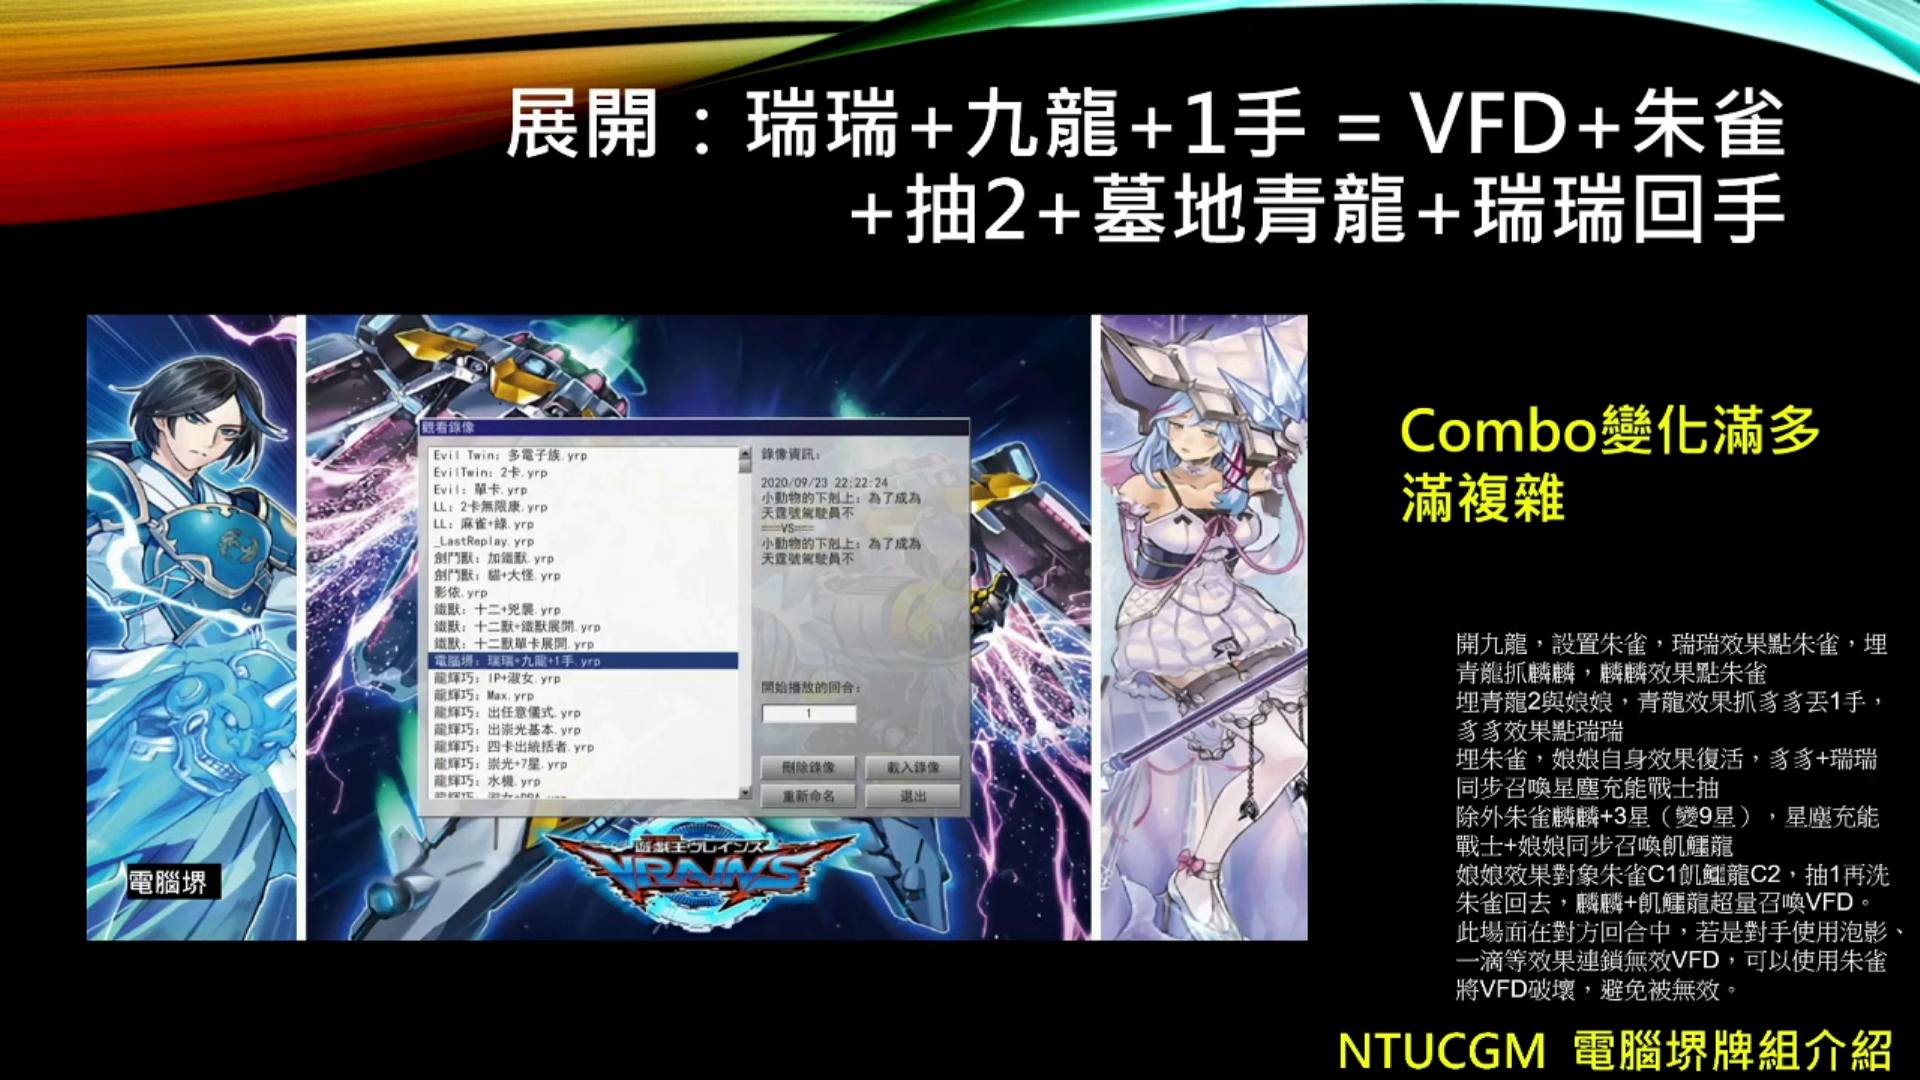 展開：瑞瑞+九龍+1手 = VFD+朱雀
+抽2+墓地青龍+瑞瑞回手
觀看錄像
Evil Twin: 多電子族.yrp
EvilTwin: 2卡.yrp
Evil: 單卡.yrp
LL: 2卡無限康.yrp
LL: 麻雀+綠.yrp
_LastReplay.yrp
劍鬥獸: 加鐵獸.yrp
劍鬥獸: 貓+大怪.yrp
影依.yrp
鐵獸: 十二+兇襲.yrp
鐵獸: 十二獸+鐵獸展開.yrp
鐵獸: 十二獸單卡展開.yrp
電腦堺: 瑞瑞+九龍+1手.yrp
龍輝巧: IP+淑女.yrp
龍輝巧: Max.yrp
龍輝巧: 出任意儀式.yrp
龍輝巧: 出崇光基本.yrp
龍輝巧: 四卡出統括者.yrp
龍輝巧: 崇光+7星.yrp
龍輝巧: 水機.yrp
錄像資訊:
2020/09/23 22:22:24
小動物的下剋上: 為了成為
天霆號駕駛員不
===VS===
小動物的下剋上: 為了成為
天霆號駕駛員不
開始播放的回合:
1
刪除錄像
載入錄像
重新命名
退出
遊戯王ヴレインズ
VRAINS
電腦堺
Combo變化滿多
滿複雜
開九龍，設置朱雀，瑞瑞效果點朱雀，埋
青龍抓麟麟，麟麟效果點朱雀
埋青龍2與娘娘，青龍效果抓豸豸丟1手，
豸豸效果點瑞瑞
埋朱雀，娘娘自身效果復活，豸豸+瑞瑞
同步召喚星塵充能戰士抽
除外朱雀麟麟+3星（變9星），星塵充能
戰士+娘娘同步召喚飢鱷龍
娘娘效果對象朱雀C1飢鱷龍C2，抽1再洗
朱雀回去，麟麟+飢鱷龍超量召喚VFD。
此場面在對方回合中，若是對手使用泡影、
一滴等效果連鎖無效VFD，可以使用朱雀
將VFD破壞，避免被無效。
NTUCGM 電腦堺牌組介紹